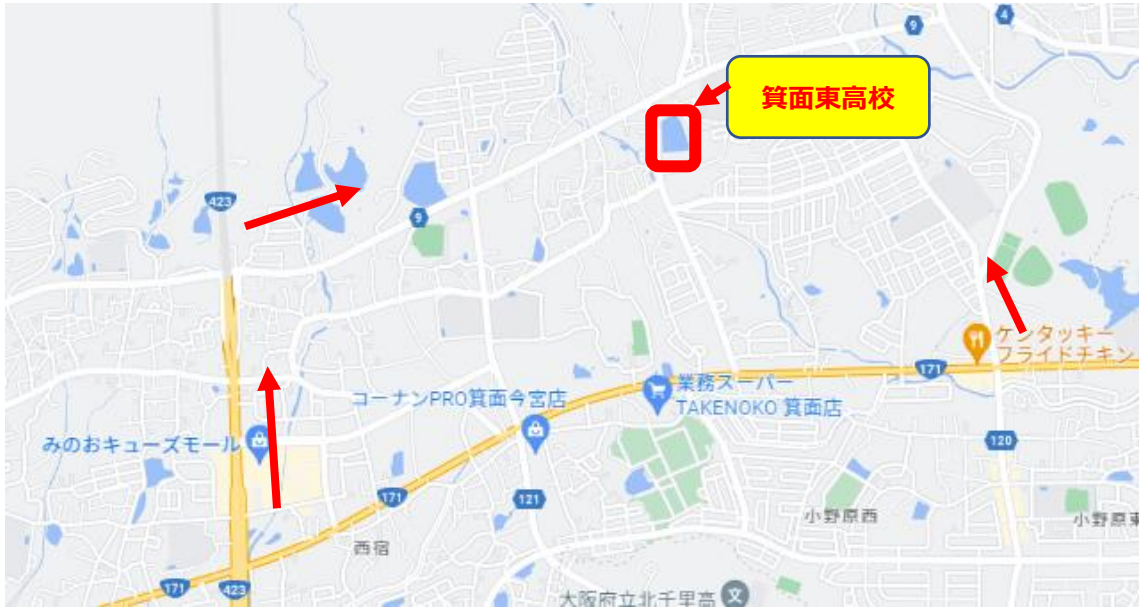 9
4
箕面東高校
423
9
ケンタッキー
フライドチキン
171
業務スーパー
TAKENOKO 箕面店
コーナンPRO箕面今宮店
みのおキューズモール
120
171
121
小野原西
小野原東
西宿
171
423
大阪府立北千里高
文